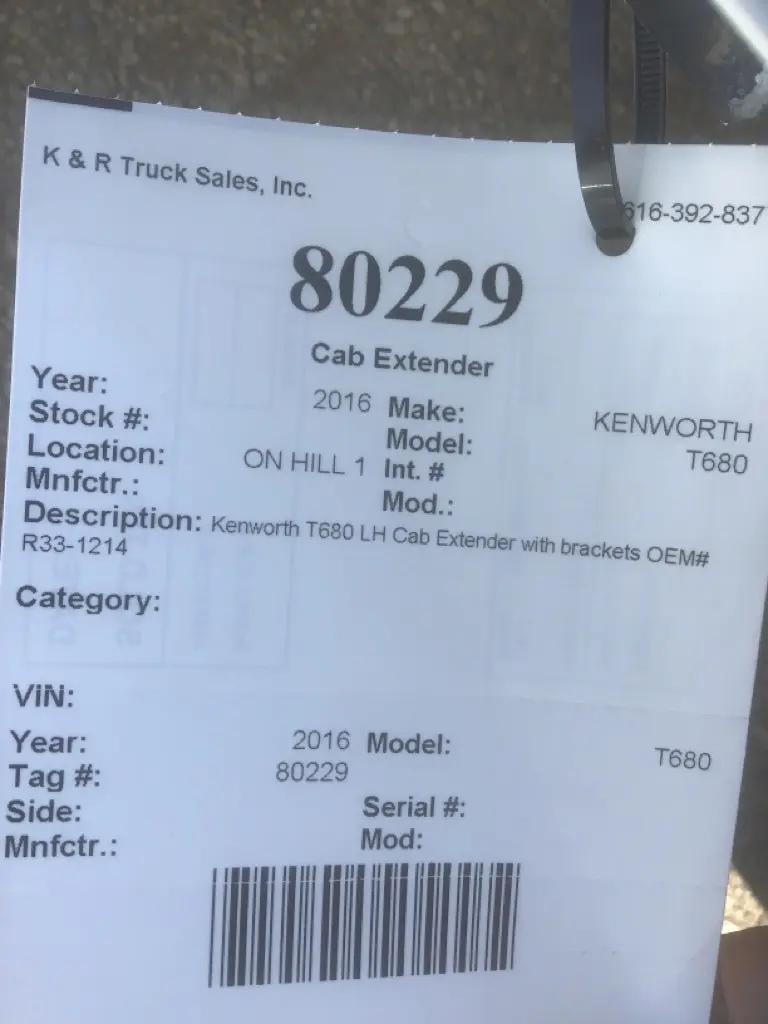 K & R Truck Sales, Inc.
616-392-837
80229
Cab Extender
Year: 2016 Make: KENWORTH
Stock #: Model: T680
Location: ON HILL 1 Int. #
Mnfctr.: Mod.:
Description: Kenworth T680 LH Cab Extender with brackets OEM#
R33-1214
Category:
VIN:
Year: 2016 Model: T680
Tag #: 80229
Side: Serial #:
Mnfctr.: Mod: